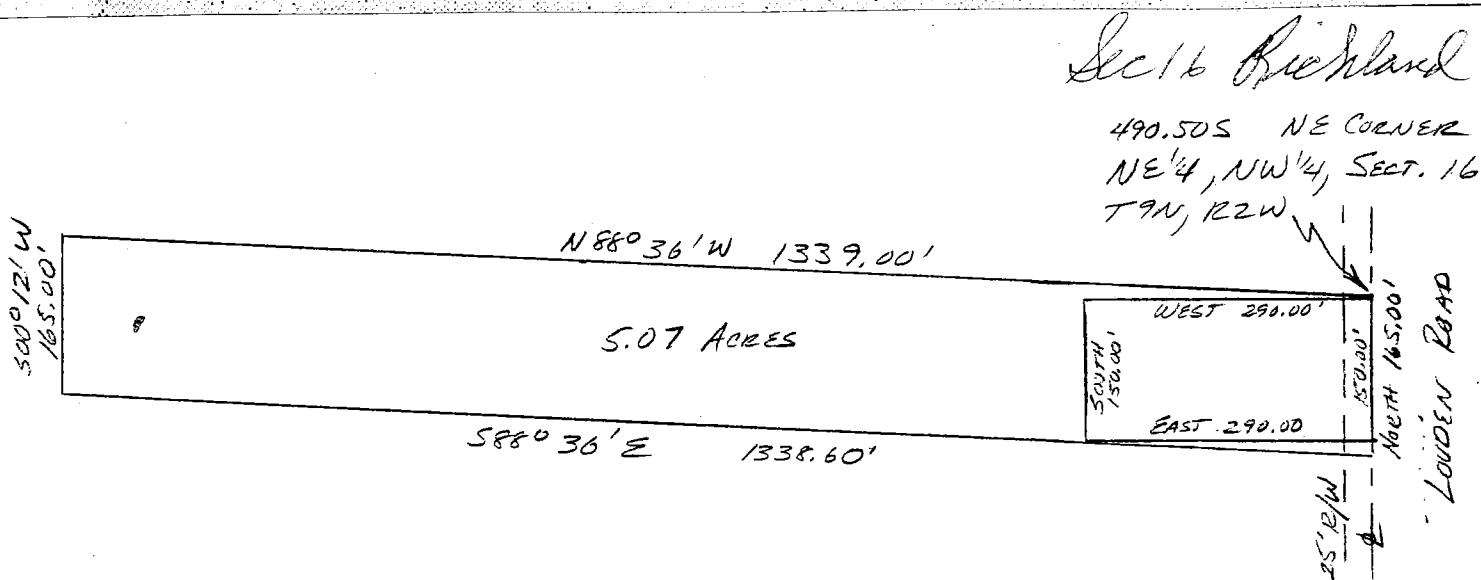 Sec 16 Richland
490.50S NE CORNER
NE 1/4, NW 1/4, SECT. 16
T9N, R2W
N 88° 36' W 1339.00'
S00° 12' W
165.00'
5.07 ACRES
WEST 290.00'
SOUTH
150.00'
150.00'
EAST 290.00
NORTH 165.00'
LOUDEN ROAD
S88° 36' E 1338.60'
25' R/W
℄